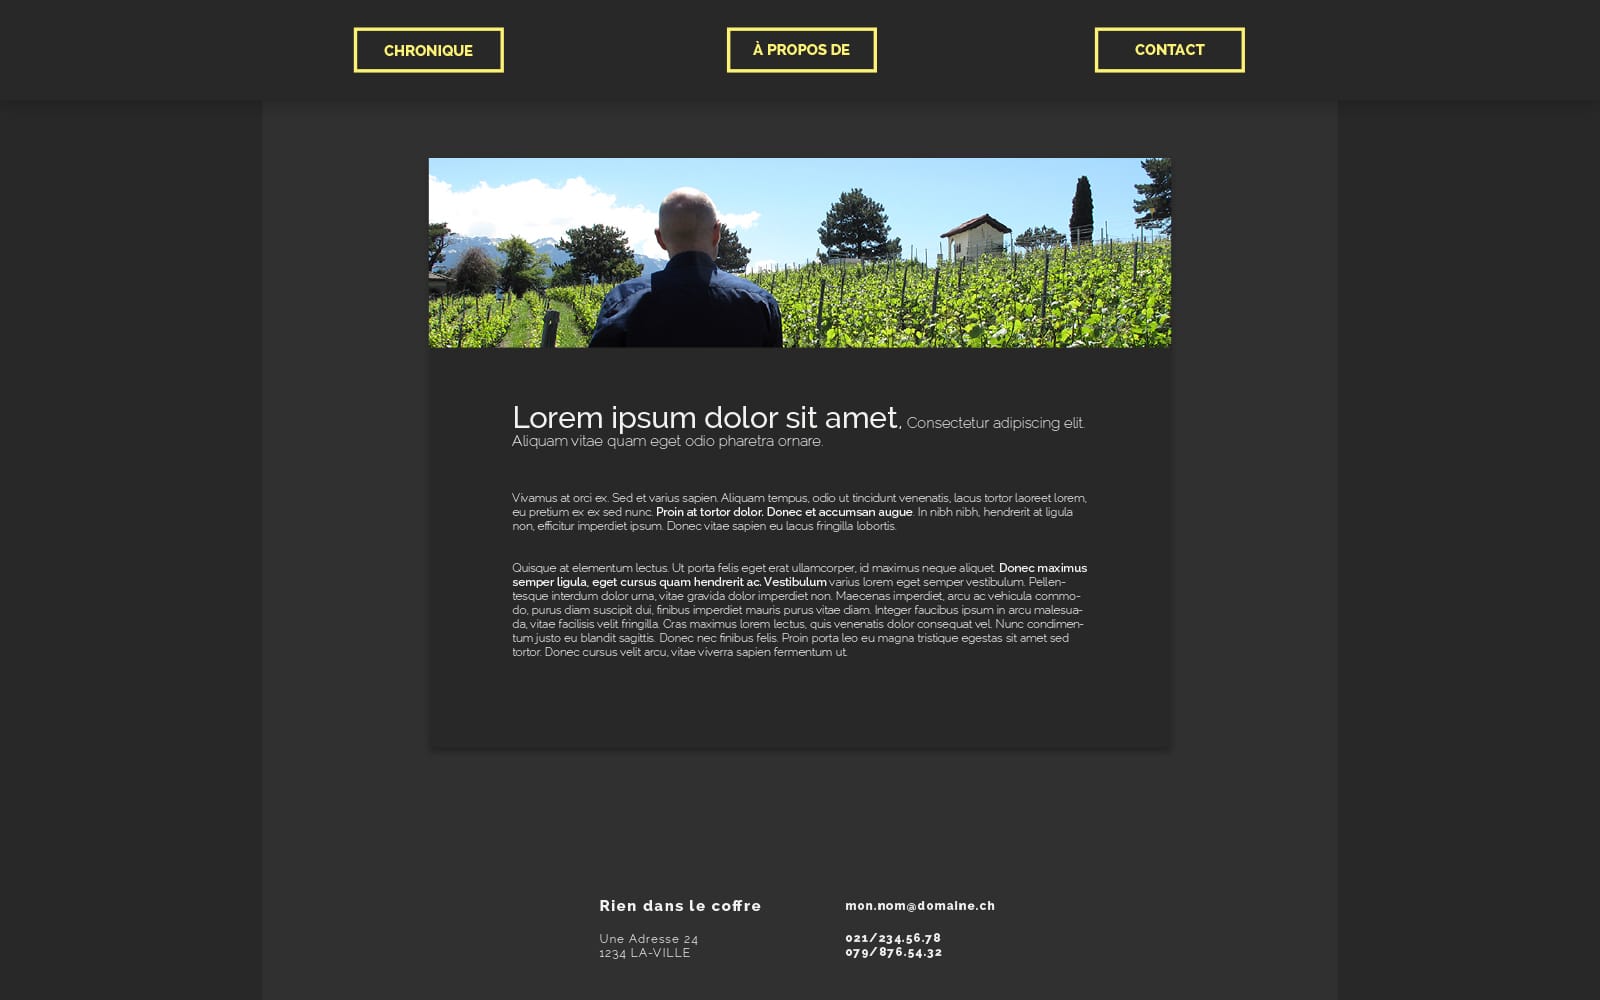 CHRONIQUE
À PROPOS DE
CONTACT
Lorem ipsum dolor sit amet, Consectetur adipiscing elit.
Aliquam vitae quam eget odio pharetra ornare.
Vivamus at orci ex. Sed et varius sapien. Aliquam tempus, odio ut tincidunt venenatis, lacus tortor laoreet lorem,
eu pretium ex ex sed nunc. Proin at tortor dolor. Donec et accumsan augue. In nibh nibh, hendrerit at ligula
non, efficitur imperdiet ipsum. Donec vitae sapien eu lacus fringilla lobortis.
Quisque at elementum lectus. Ut porta felis eget erat ullamcorper, id maximus neque aliquet. Donec maximus
semper ligula, eget cursus quam hendrerit ac. Vestibulum varius lorem eget semper vestibulum. Pellen-
tesque interdum dolor urna, vitae gravida dolor imperdiet non. Maecenas imperdiet, arcu ac vehicula commo-
do, purus diam suscipit dui, finibus imperdiet mauris purus vitae diam. Integer faucibus ipsum in arcu malesua-
da, vitae facilisis velit fringilla. Cras maximus lorem lectus, quis venenatis dolor consequat vel. Nunc condimen-
tum justo eu blandit sagittis. Donec nec finibus felis. Proin porta leo eu magna tristique egestas sit amet sed
tortor. Donec cursus velit arcu, vitae viverra sapien fermentum ut.
Rien dans le coffre
Une Adresse 24
1234 LA-VILLE
mon.nom@domaine.ch
021/234.56.78
079/876.54.32